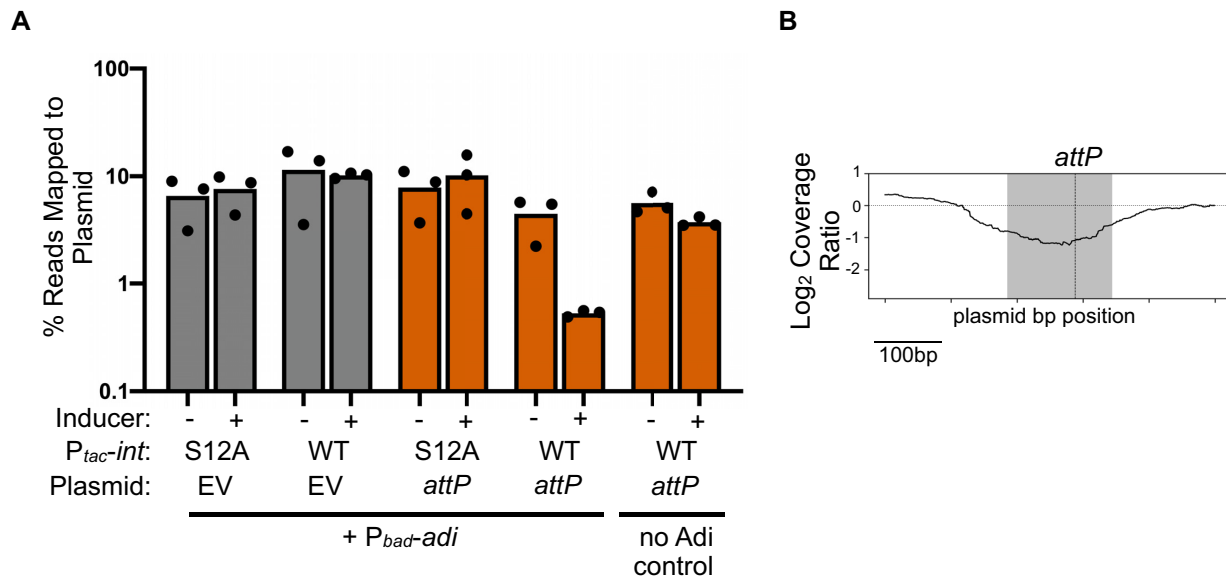 A
% Reads Mapped to
Plasmid
100
10
1
0.1
Inducer: - + - + - + - + - +
Ptac-int: S12A WT S12A WT WT
Plasmid: EV EV attP attP attP
+ Pbad-adi
no Adi
control
B
attP
Log2 Coverage
Ratio
1
0
-1
-2
plasmid bp position
100bp